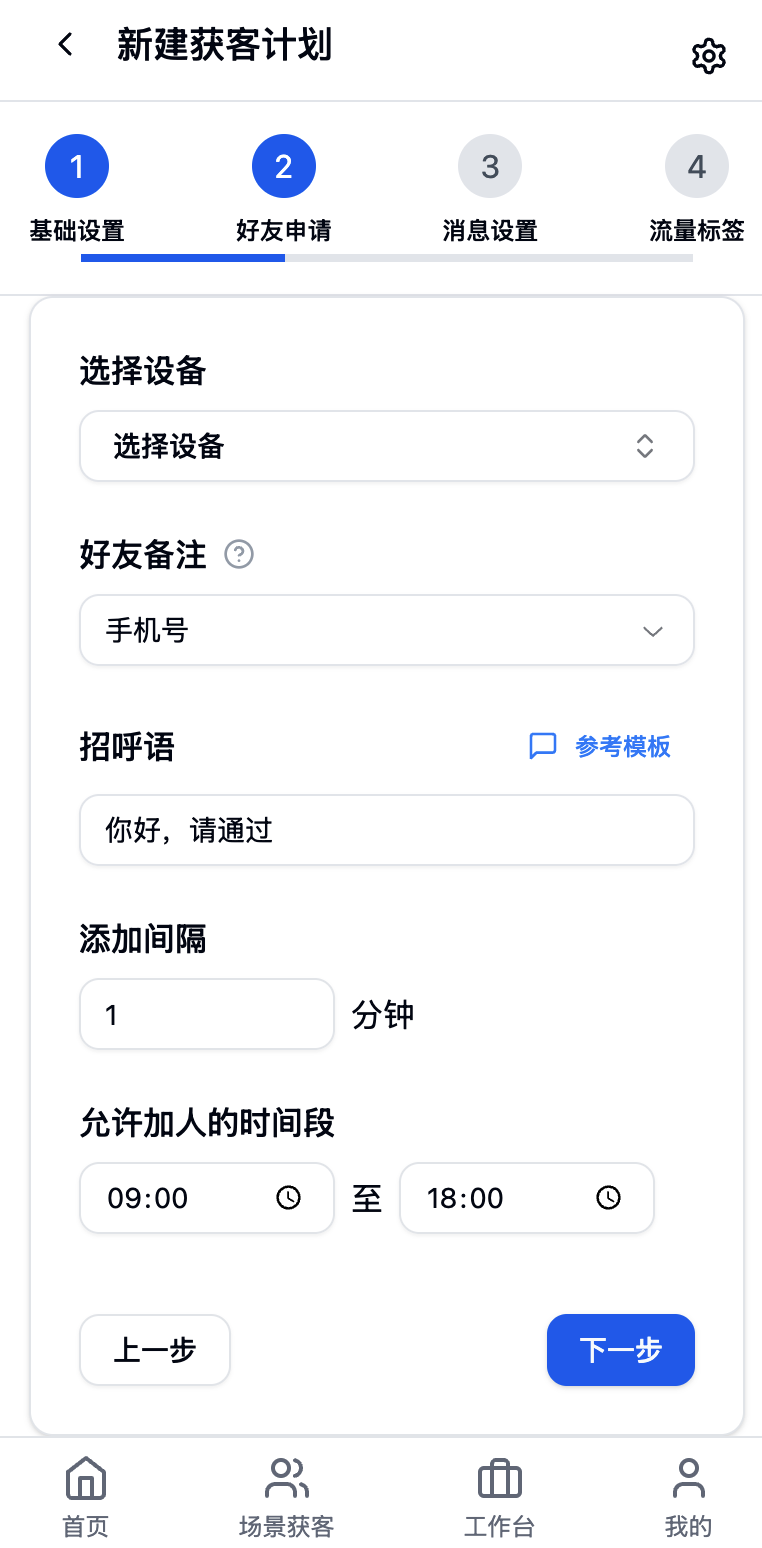 新建获客计划
1 2 3 4
基础设置 好友申请 消息设置 流量标签
选择设备
选择设备
好友备注 ?
手机号
招呼语 参考模板
你好，请通过
添加间隔
1 分钟
允许加人的时间段
09:00 至 18:00
上一步 下一步
首页 场景获客 工作台 我的